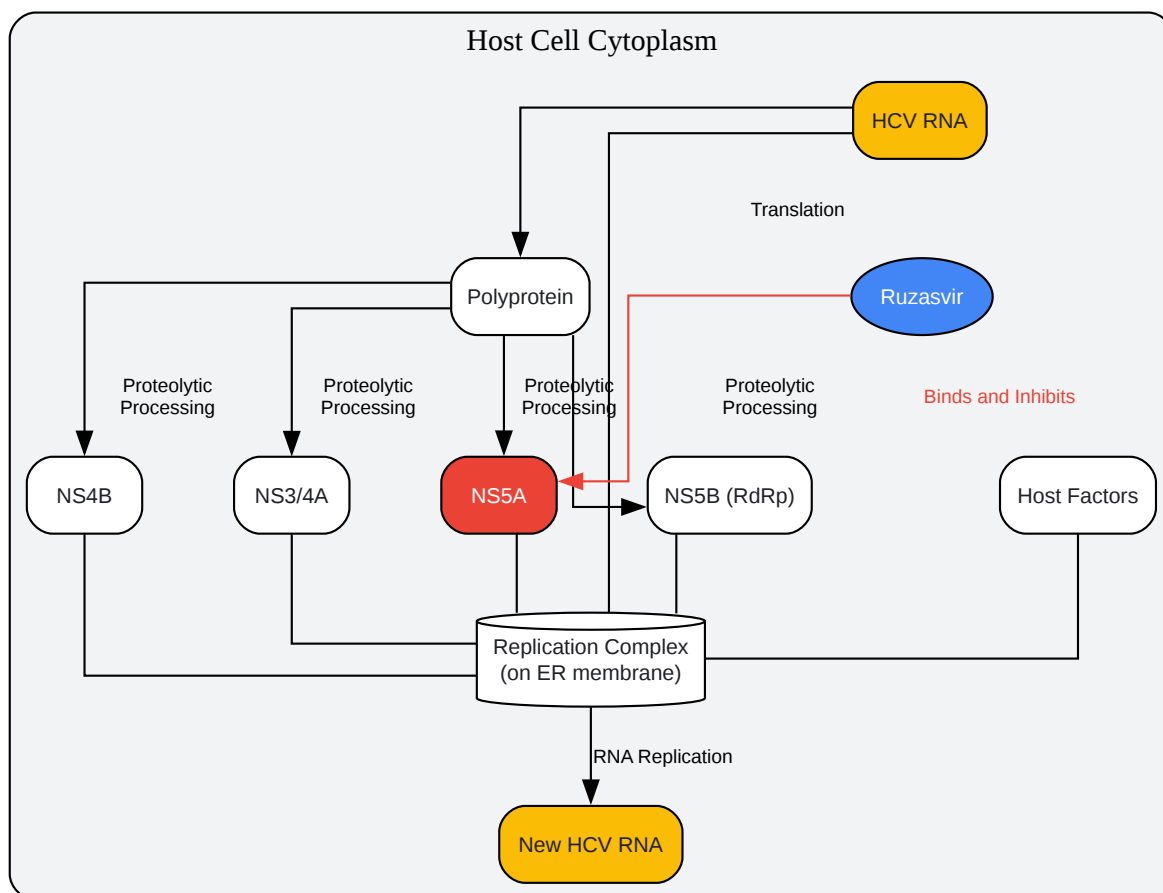 Host Cell Cytoplasm
HCV RNA
Translation
Polyprotein
Ruzasvir
Proteolytic
Processing
Proteolytic
Processing
Proteolytic
Processing
Proteolytic
Processing
Binds and Inhibits
NS4B
NS3/4A
NS5A
NS5B (RdRp)
Host Factors
Replication Complex
(on ER membrane)
RNA Replication
New HCV RNA